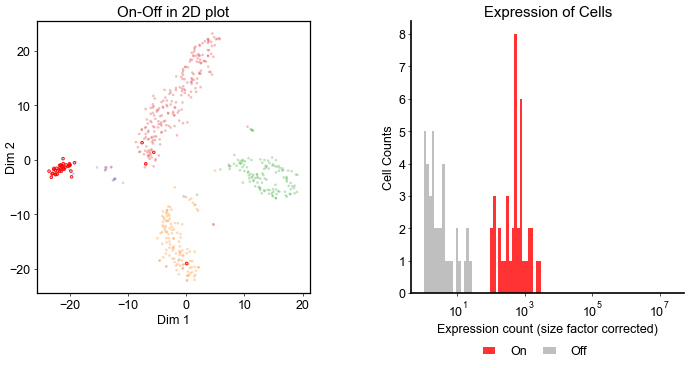 On-Off in 2D plot
Dim 2
20
10
0
−10
−20
−20 −10 0 10 20
Dim 1
Expression of Cells
Cell Counts
8
7
6
5
4
3
2
1
0
10^1 10^3 10^5 10^7
Expression count (size factor corrected)
On Off